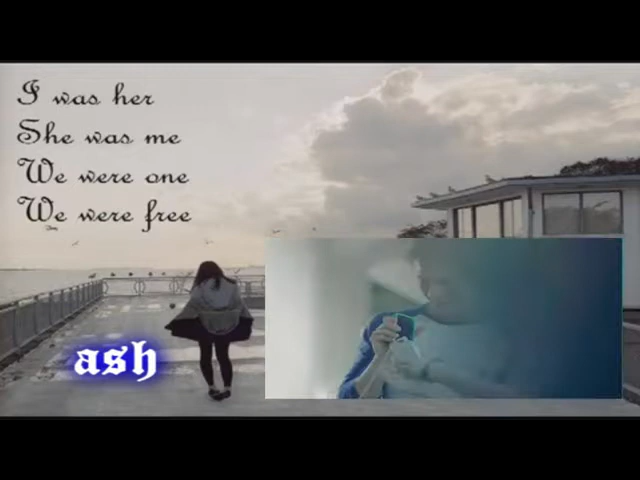 I was her
She was me
We were one
We were free
ash